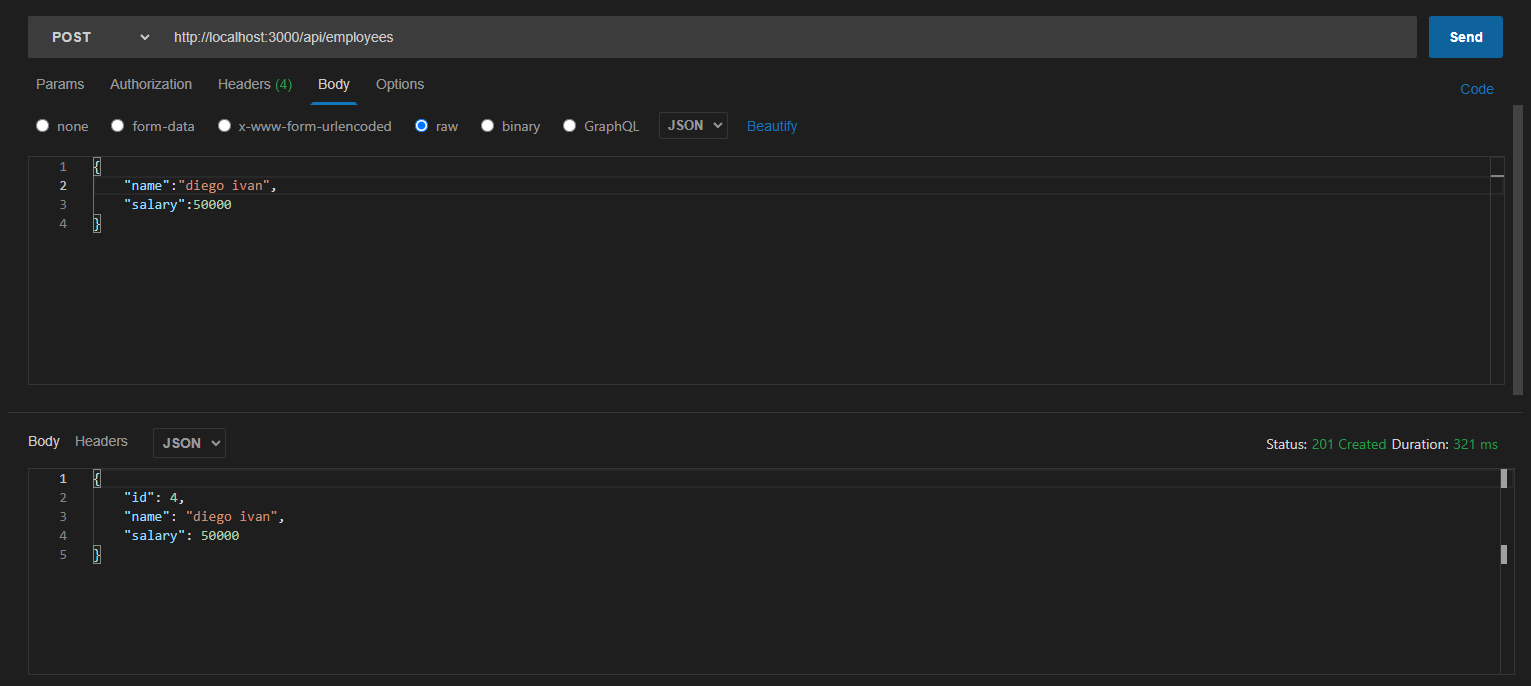 POST http://localhost:3000/api/employees Send
Params Authorization Headers (4) Body Options Code
none form-data x-www-form-urlencoded raw binary GraphQL JSON Beautify
1 {
2 "name":"diego ivan",
3 "salary":50000
4 }
Body Headers JSON Status: 201 Created Duration: 321 ms
1 {
2 "id": 4,
3 "name": "diego ivan",
4 "salary": 50000
5 }